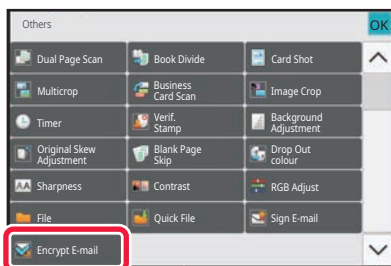 Others
OK
Dual Page Scan
Book Divide
Card Shot
Multicrop
Business
Card Scan
Image Crop
Timer
Verif.
Stamp
Background
Adjustment
Original Skew
Adjustment
Blank Page
Skip
Drop Out
colour
AA
Sharpness
Contrast
RGB Adjust
File
Quick File
Sign E-mail
Encrypt E-mail